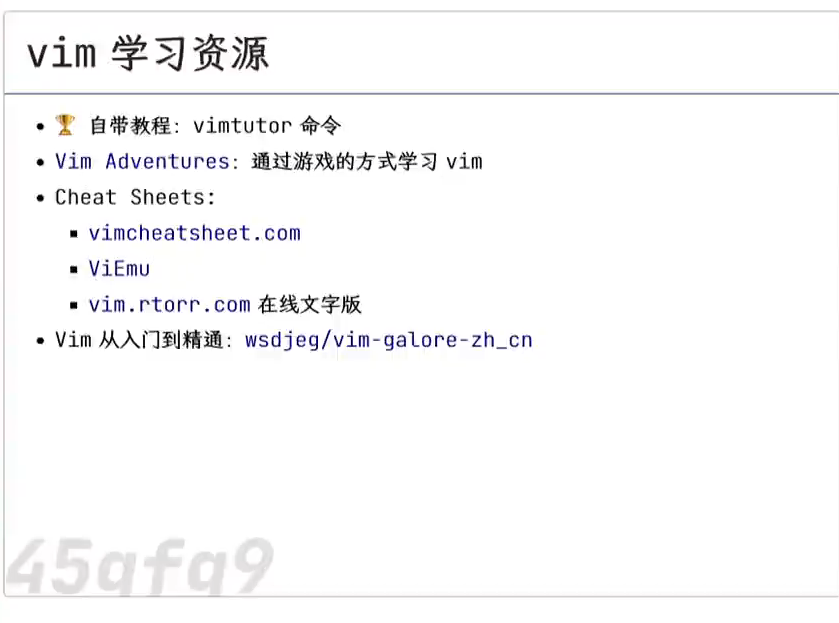 vim 学习资源
🏆 自带教程: vimtutor 命令
Vim Adventures: 通过游戏的方式学习 vim
Cheat Sheets:
vimcheatsheet.com
ViEmu
vim.rtorr.com 在线文字版
Vim 从入门到精通: wsdjeg/vim-galore-zh_cn
45qfq9